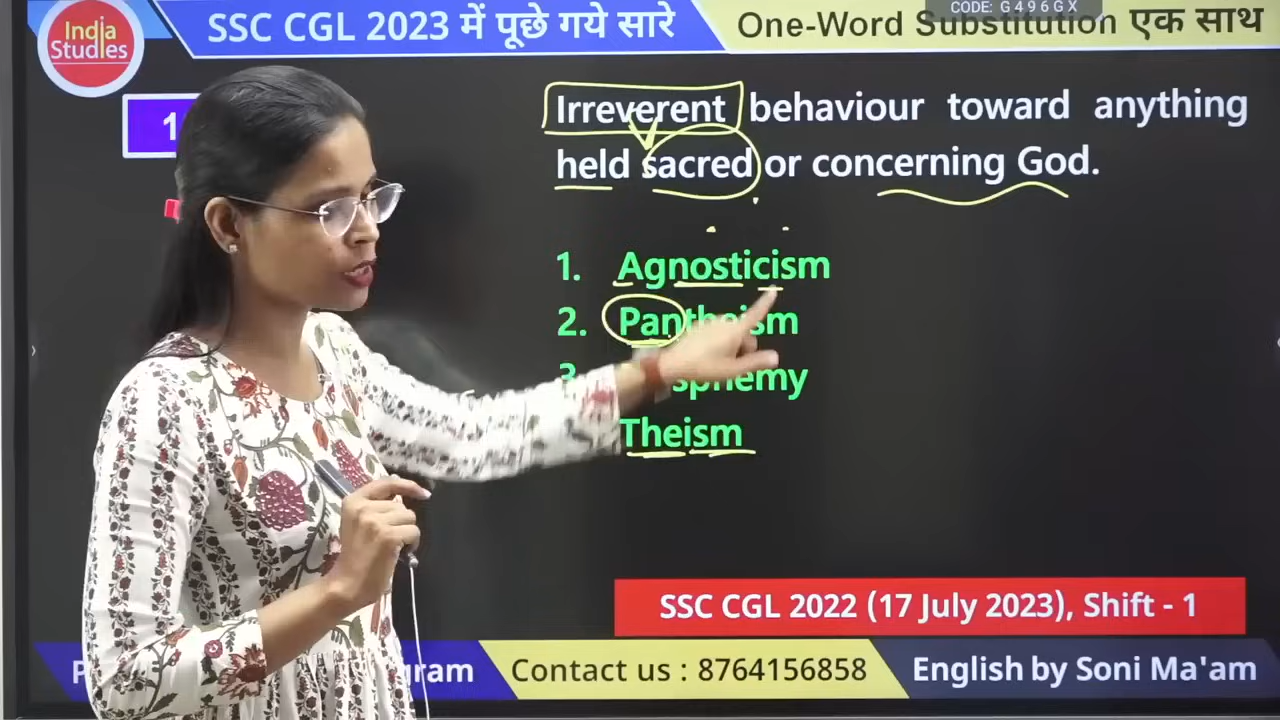 India
Studies
SSC CGL 2023 में पूछे गये सारे
One-Word Substitution एक साथ
CODE: G496GX
Irreverent behaviour toward anything
held sacred or concerning God.
1. Agnosticism
2. Pantheism
Theism
SSC CGL 2022 (17 July 2023), Shift - 1
Contact us : 8764156858
English by Soni Ma'am